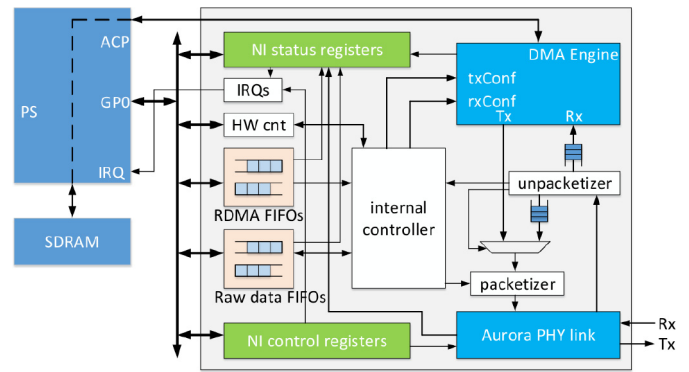 ACP
GP0
PS
IRQ
SDRAM
NI status registers
IRQs
HW cnt
RDMA FIFOs
Raw data FIFOs
NI control registers
internal
controller
DMA Engine
txConf
rxConf
Tx
Rx
unpacketizer
packetizer
Aurora PHY link
Rx
Tx